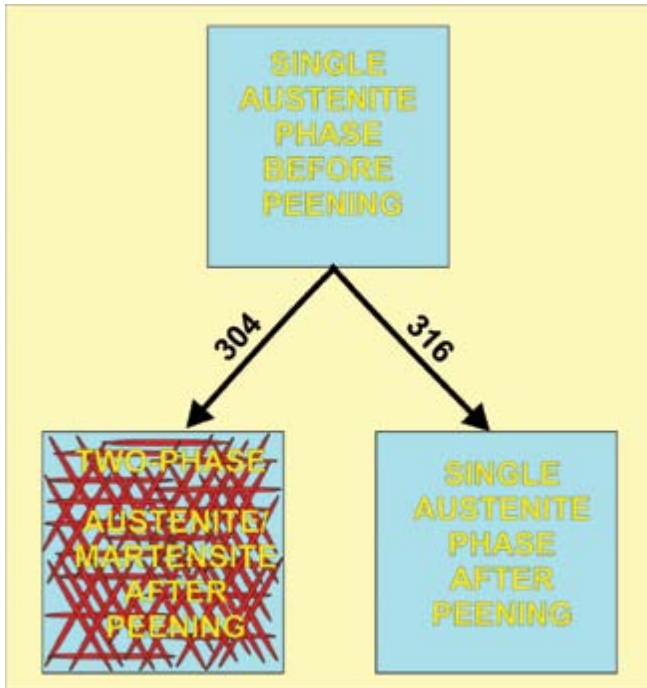 SINGLE
AUSTENITE
PHASE
BEFORE
PEENING
304
316
TWO-PHASE
AUSTENITE/
MARTENSITE
AFTER
PEENING
SINGLE
AUSTENITE
PHASE
AFTER
PEENING